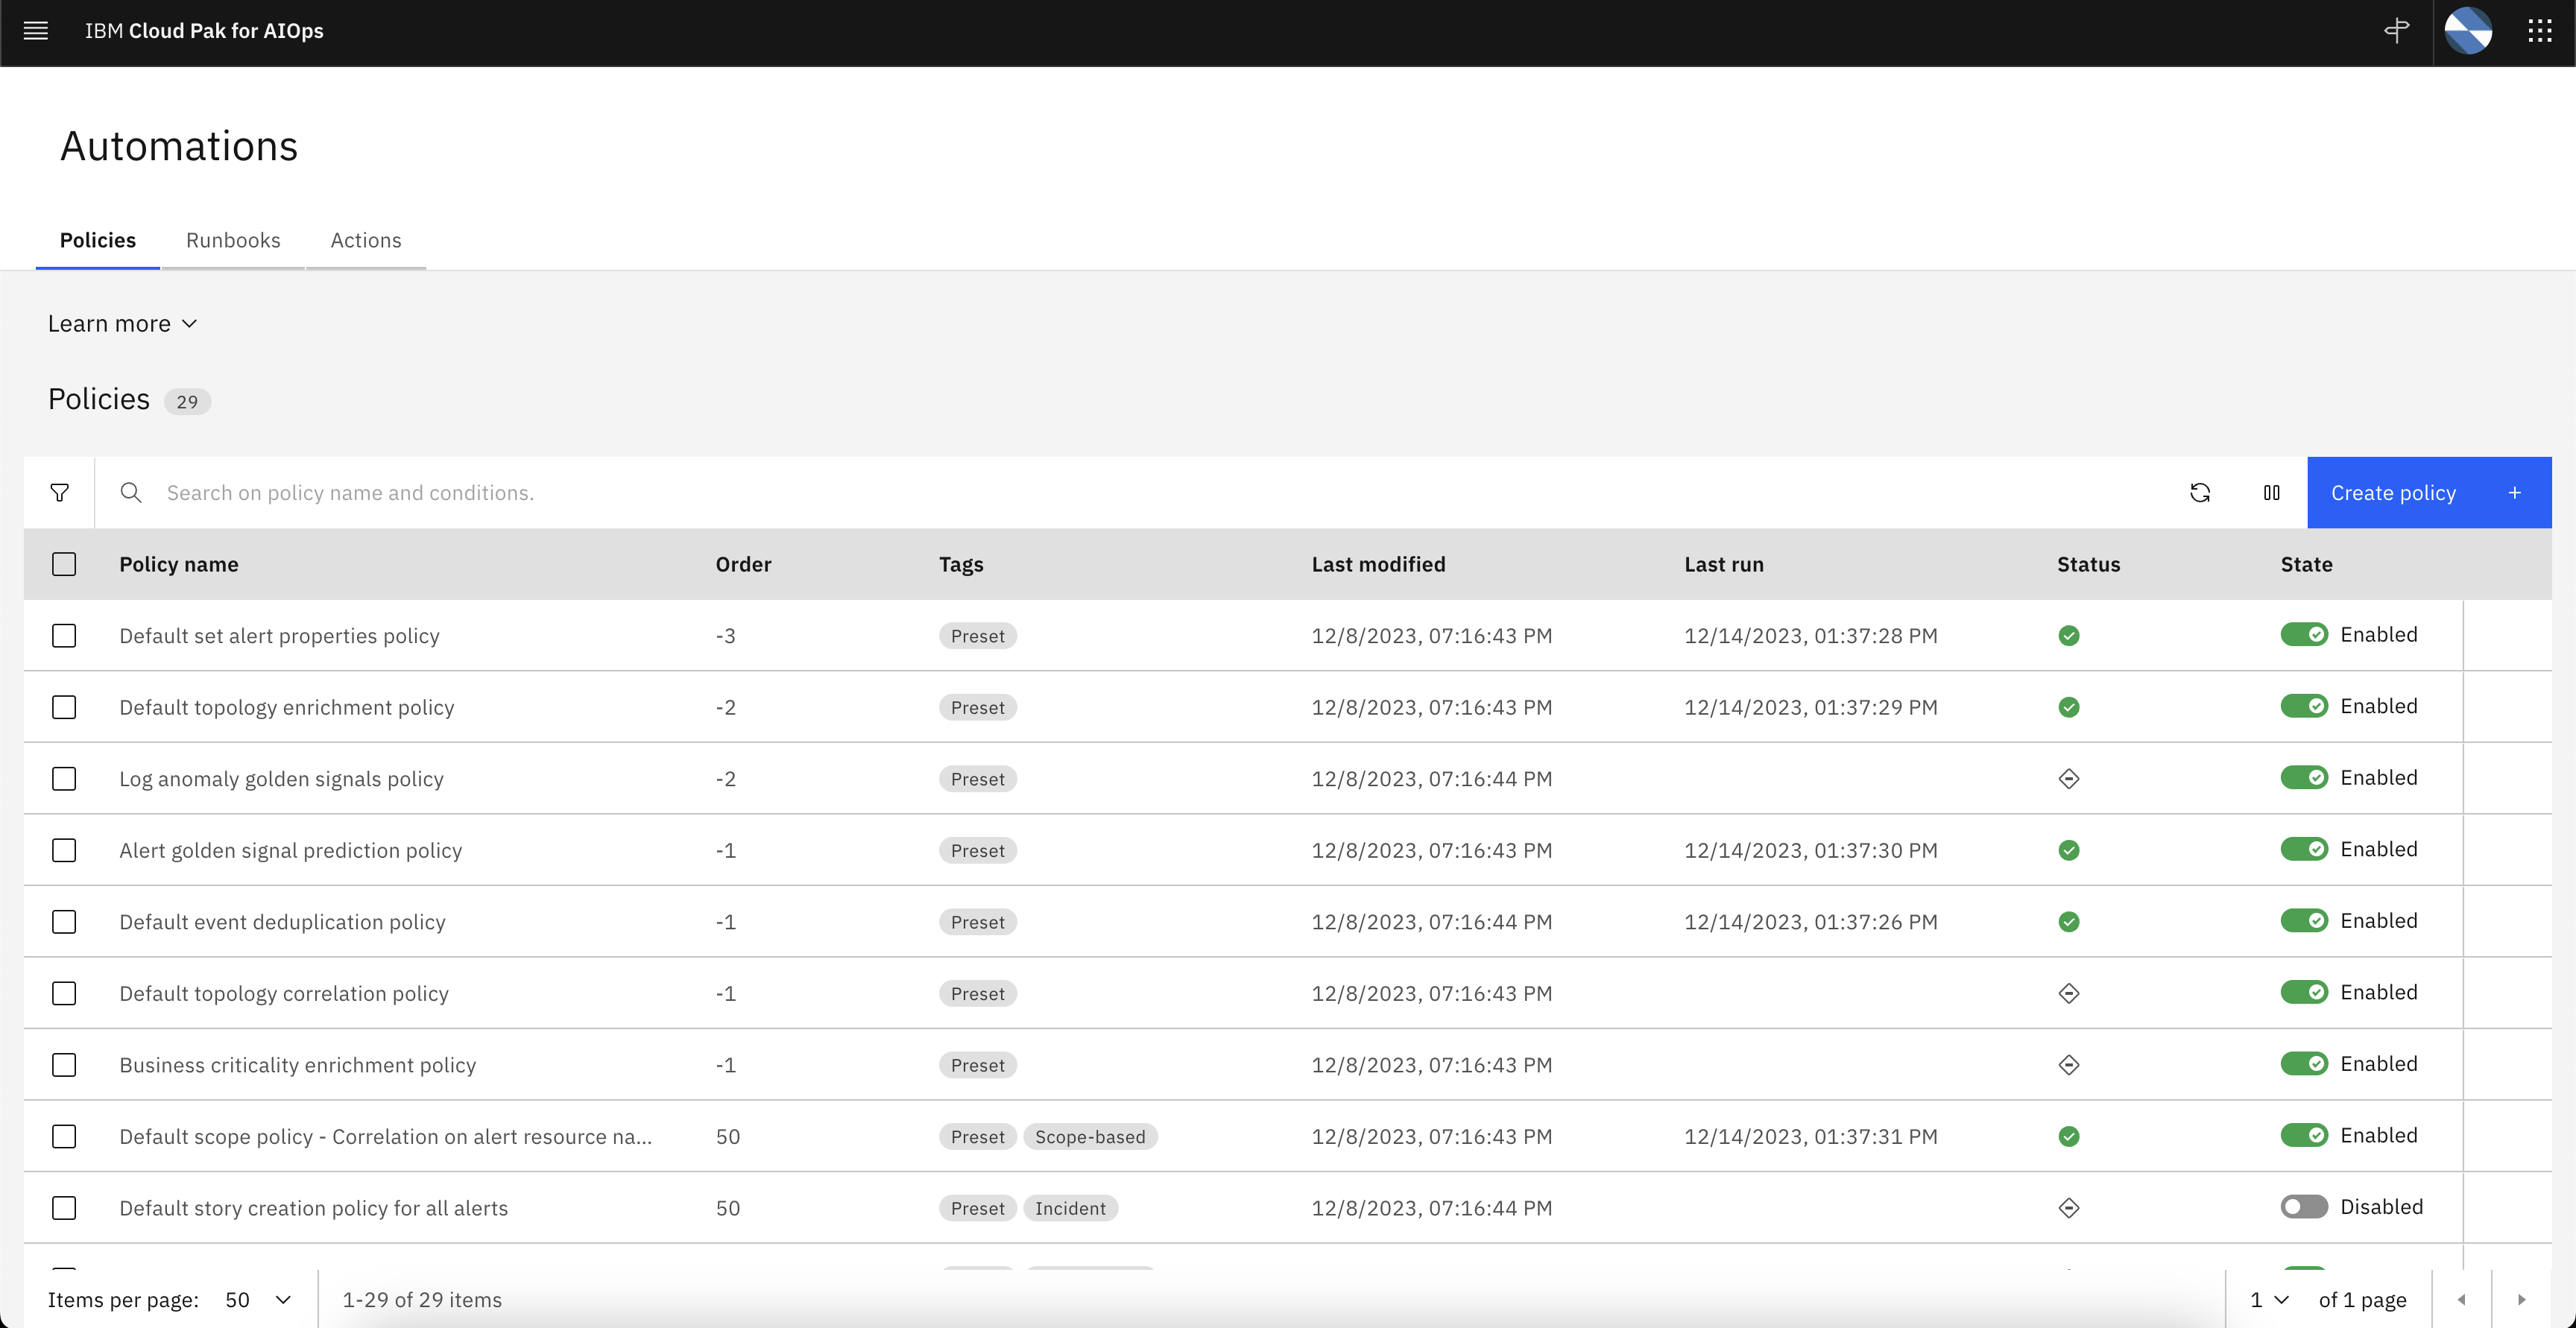 IBM Cloud Pak for AIOps
Automations
Policies Runbooks Actions
Learn more
Policies 29
Search on policy name and conditions. Create policy +
Policy name Order Tags Last modified Last run Status State
Default set alert properties policy -3 Preset 12/8/2023, 07:16:43 PM 12/14/2023, 01:37:28 PM Enabled
Default topology enrichment policy -2 Preset 12/8/2023, 07:16:43 PM 12/14/2023, 01:37:29 PM Enabled
Log anomaly golden signals policy -2 Preset 12/8/2023, 07:16:44 PM Enabled
Alert golden signal prediction policy -1 Preset 12/8/2023, 07:16:43 PM 12/14/2023, 01:37:30 PM Enabled
Default event deduplication policy -1 Preset 12/8/2023, 07:16:44 PM 12/14/2023, 01:37:26 PM Enabled
Default topology correlation policy -1 Preset 12/8/2023, 07:16:43 PM Enabled
Business criticality enrichment policy -1 Preset 12/8/2023, 07:16:43 PM Enabled
Default scope policy - Correlation on alert resource na... 50 Preset Scope-based 12/8/2023, 07:16:43 PM 12/14/2023, 01:37:31 PM Enabled
Default story creation policy for all alerts 50 Preset Incident 12/8/2023, 07:16:44 PM Disabled
Items per page: 50 1-29 of 29 items 1 of 1 page